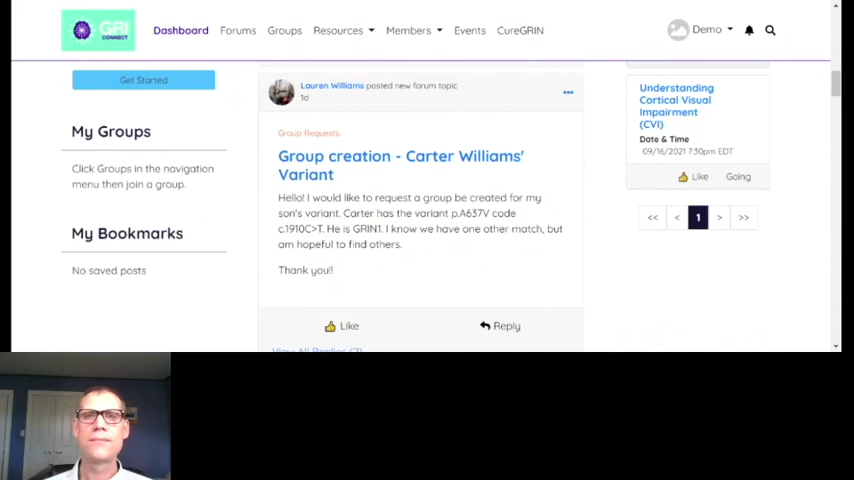 GRI
CONNECT
Dashboard Forums Groups Resources Members Events CureGRIN Demo
Get Started
My Groups
Click Groups in the navigation
menu then join a group.
My Bookmarks
No saved posts
Lauren Williams posted new forum topic
1d
Group Requests
Group creation - Carter Williams'
Variant
Hello! I would like to request a group be created for my
son's variant. Carter has the variant p.A637V code
c.1910C>T. He is GRIN1. I know we have one other match, but
am hopeful to find others.
Thank you!!
Like Reply
View All Replies (2)
Understanding
Cortical Visual
Impairment
(CVI)
Date & Time
09/16/2021 7:30pm EDT
Like Going
<< < 1 > >>